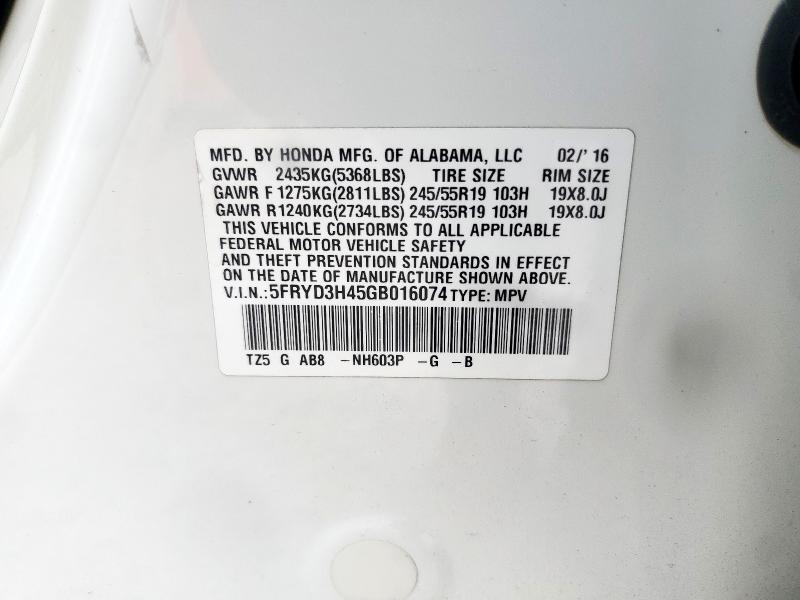 MFD. BY HONDA MFG. OF ALABAMA, LLC 02/' 16
GVWR 2435KG(5368LBS) TIRE SIZE RIM SIZE
GAWR F 1275KG(2811LBS) 245/55R19 103H 19X8.0J
GAWR R1240KG(2734LBS) 245/55R19 103H 19X8.0J
THIS VEHICLE CONFORMS TO ALL APPLICABLE
FEDERAL MOTOR VEHICLE SAFETY
AND THEFT PREVENTION STANDARDS IN EFFECT
ON THE DATE OF MANUFACTURE SHOWN ABOVE.
V.I.N.:5FRYD3H45GB016074 TYPE: MPV
TZ5 G AB8 -NH603P -G -B